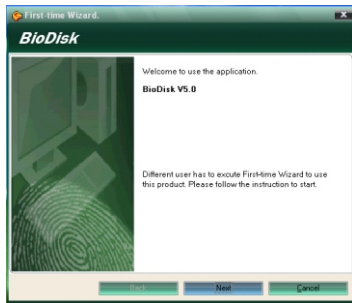 First-time Wizard.
BioDisk
Welcome to use the application.
BioDisk V5.0
Different user has to excute First-time Wizard to use
this product. Please follow the instruction to start.
Back Next Cancel